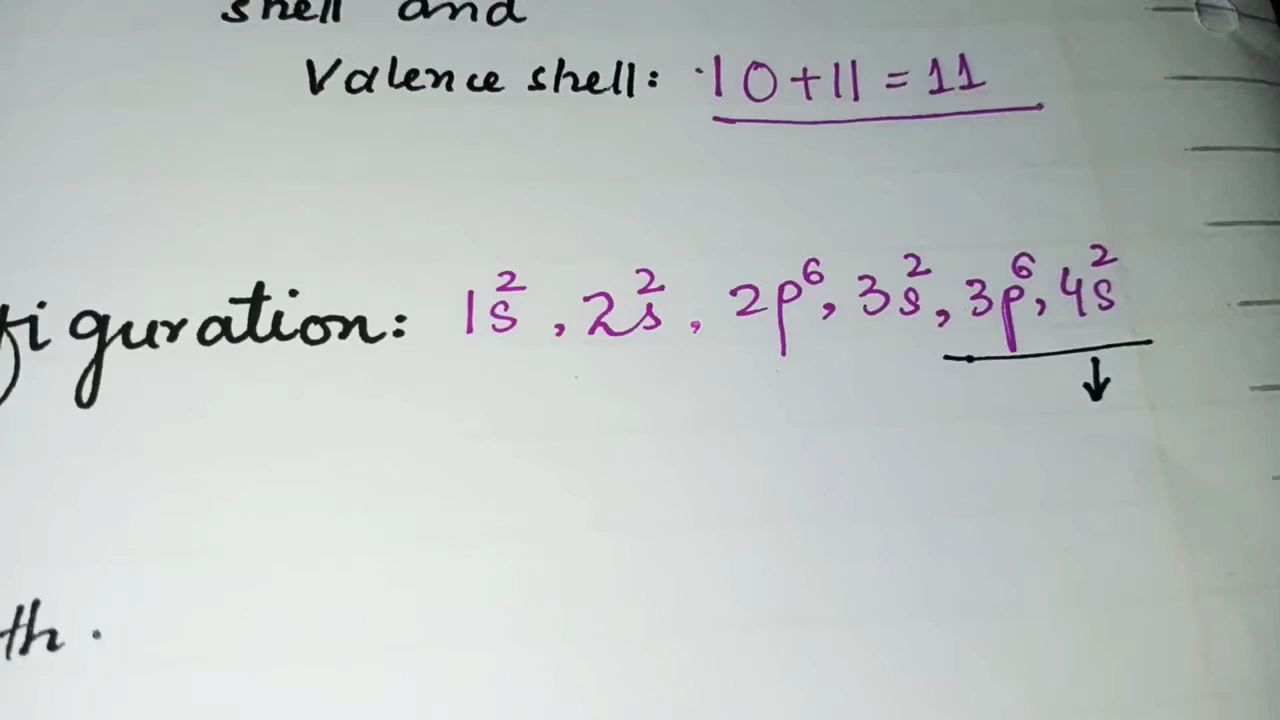 shell and
Valence shell: 10+11 = 11
figuration: 1s², 2s², 2p⁶, 3s², 3p⁶, 4s²
th.